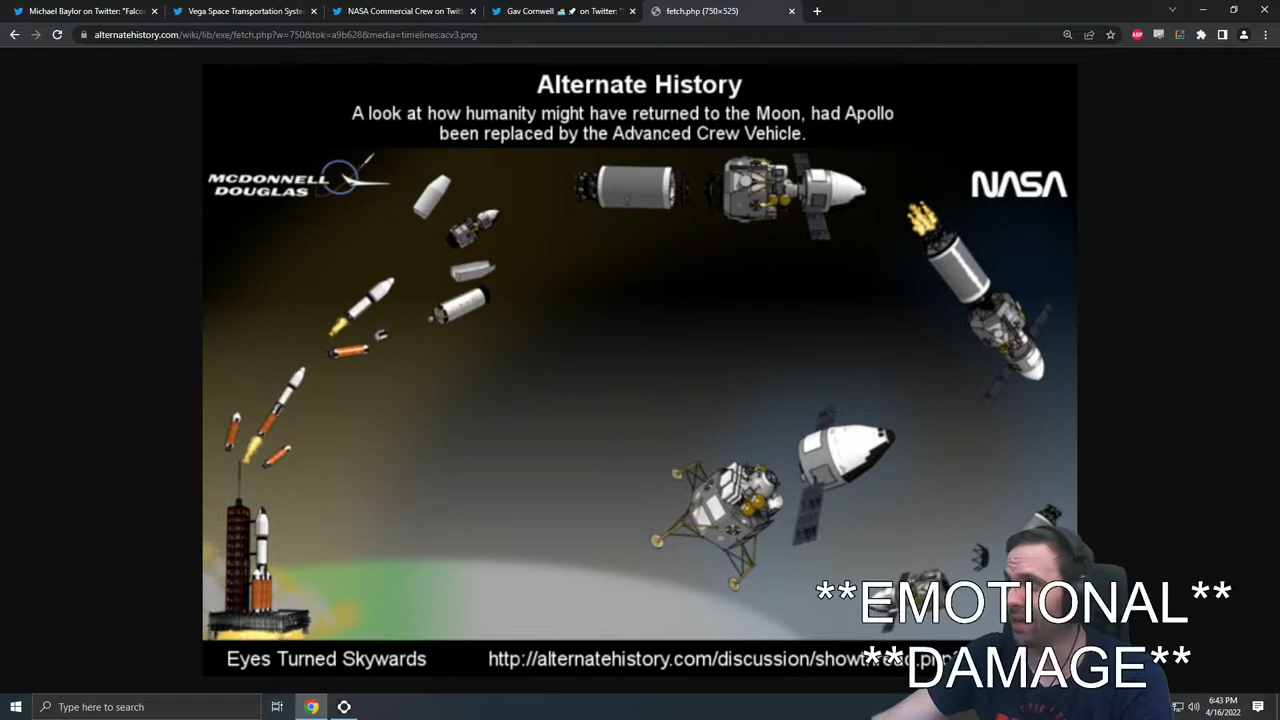 Michael Baylor on Twitter: "Falco
Vega Space Transportation Syste
NASA Commercial Crew on Twitt
Gav Cornwell on Twitter: "
fetch.php (750×525)
alternatehistory.com/wiki/lib/exe/fetch.php?w=750&tok=a9b628&media=timelines:acv3.png
ABP
Alternate History
A look at how humanity might have returned to the Moon, had Apollo
been replaced by the Advanced Crew Vehicle.
MCDONNELL
DOUGLAS
NASA
**EMOTIONAL**
**DAMAGE**
Eyes Turned Skywards
http://alternatehistory.com/discussion/showthread.php
Type here to search
6:43 PM
4/16/2022